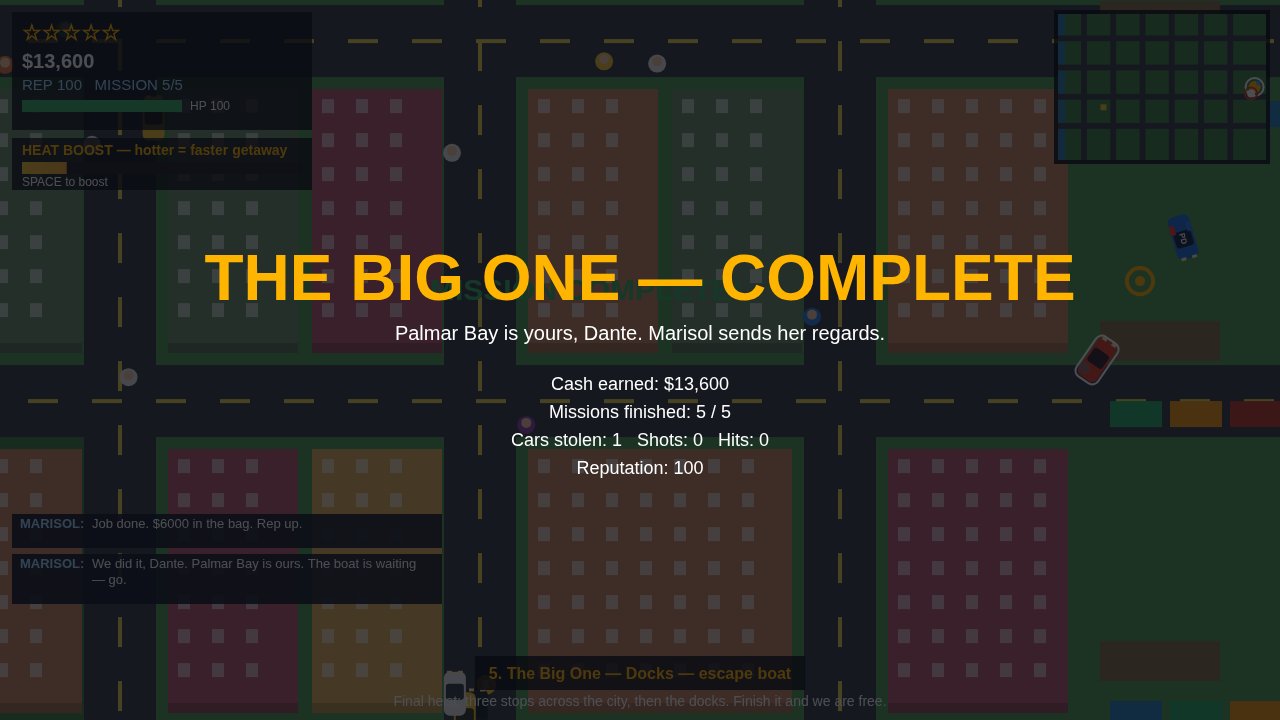 ☆☆☆☆☆
$13,600
REP 100 MISSION 5/5
HP 100
HEAT BOOST — hotter = faster getaway
SPACE to boost
PD
THE BIG ONE — COMPLETE
Palmar Bay is yours, Dante. Marisol sends her regards.
Cash earned: $13,600
Missions finished: 5 / 5
Cars stolen: 1 Shots: 0 Hits: 0
Reputation: 100
MARISOL: Job done. $6000 in the bag. Rep up.
MARISOL: We did it, Dante. Palmar Bay is ours. The boat is waiting
— go.
5. The Big One — Docks — escape boat
Final heist: three stops across the city, then the docks. Finish it and we are free.